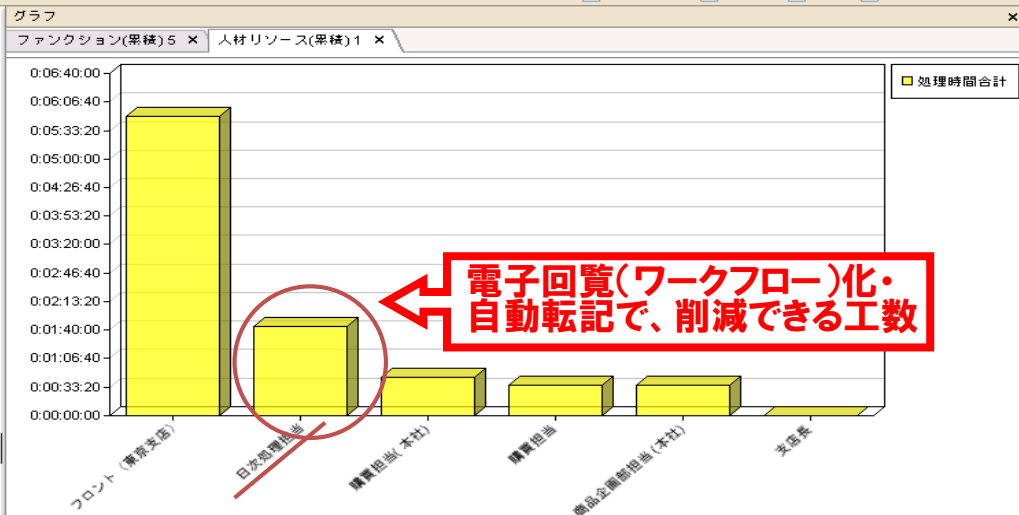 グラフ
ファンクション(累積)5
人材リソース(累積)1
処理時間合計
0:06:40:00
0:06:06:40
0:05:33:20
0:05:00:00
0:04:26:40
0:03:53:20
0:03:20:00
0:02:46:40
0:02:13:20
0:01:40:00
0:01:06:40
0:00:33:20
0:00:00:00
電子回覧(ワークフロー)化・
自動転記で、削減できる工数
フロント(東京支店)
日次処理担当
購買担当(本社)
購買担当
商品企画部担当(本社)
支店長